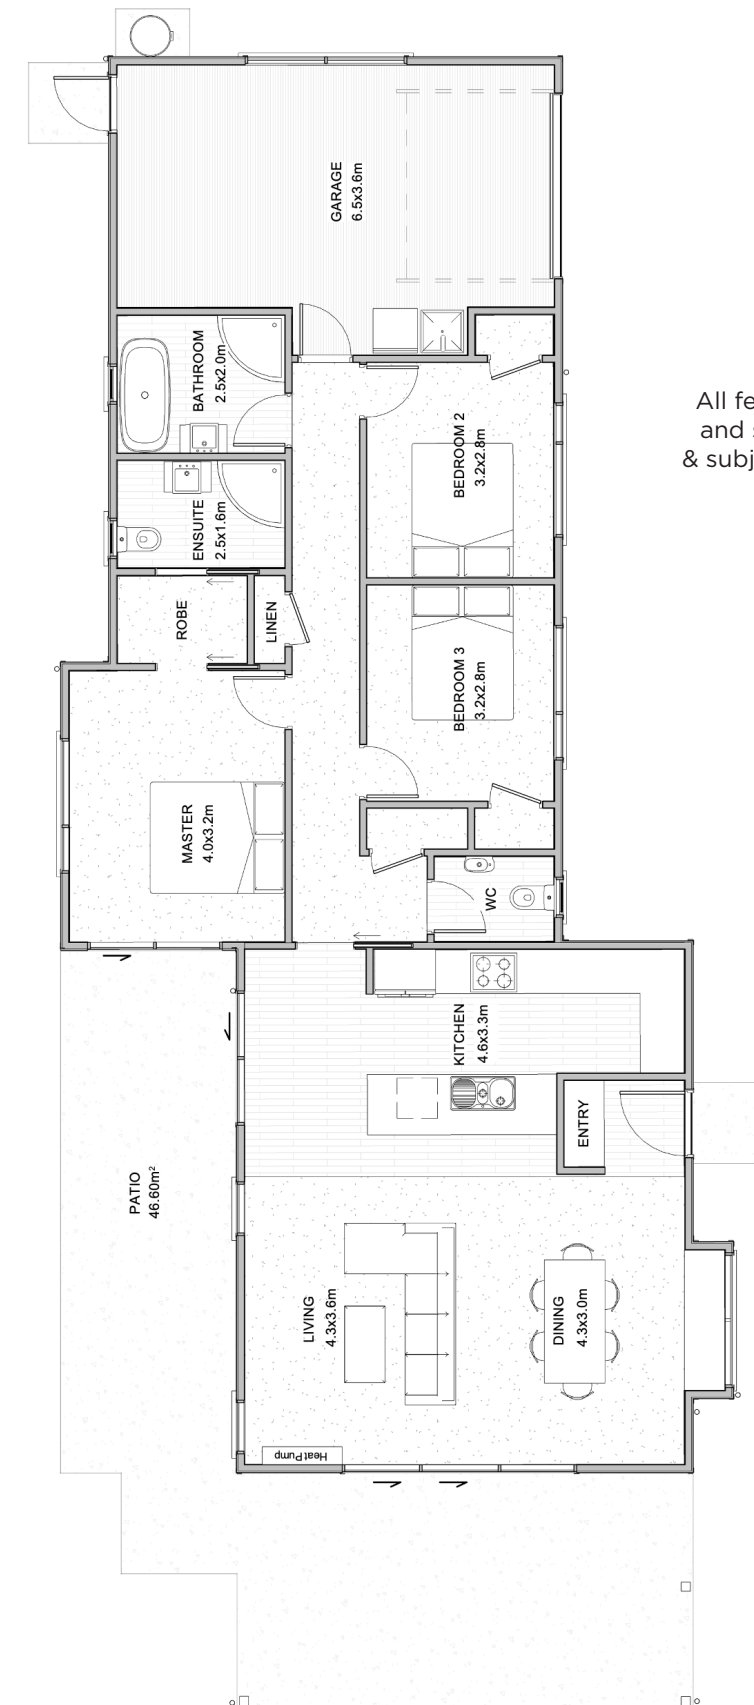 GARAGE
6.5x3.6m
BATHROOM
2.5x2.0m
All fe
and s
& subj
BEDROOM 2
3.2x2.8m
ENSUITE
2.5x1.6m
ROBE
LINEN
BEDROOM 3
3.2x2.8m
MASTER
4.0x3.2m
WC
KITCHEN
4.6x3.3m
ENTRY
PATIO
46.60m²
LIVING
4.3x3.6m
DINING
4.3x3.0m
Heat Pump